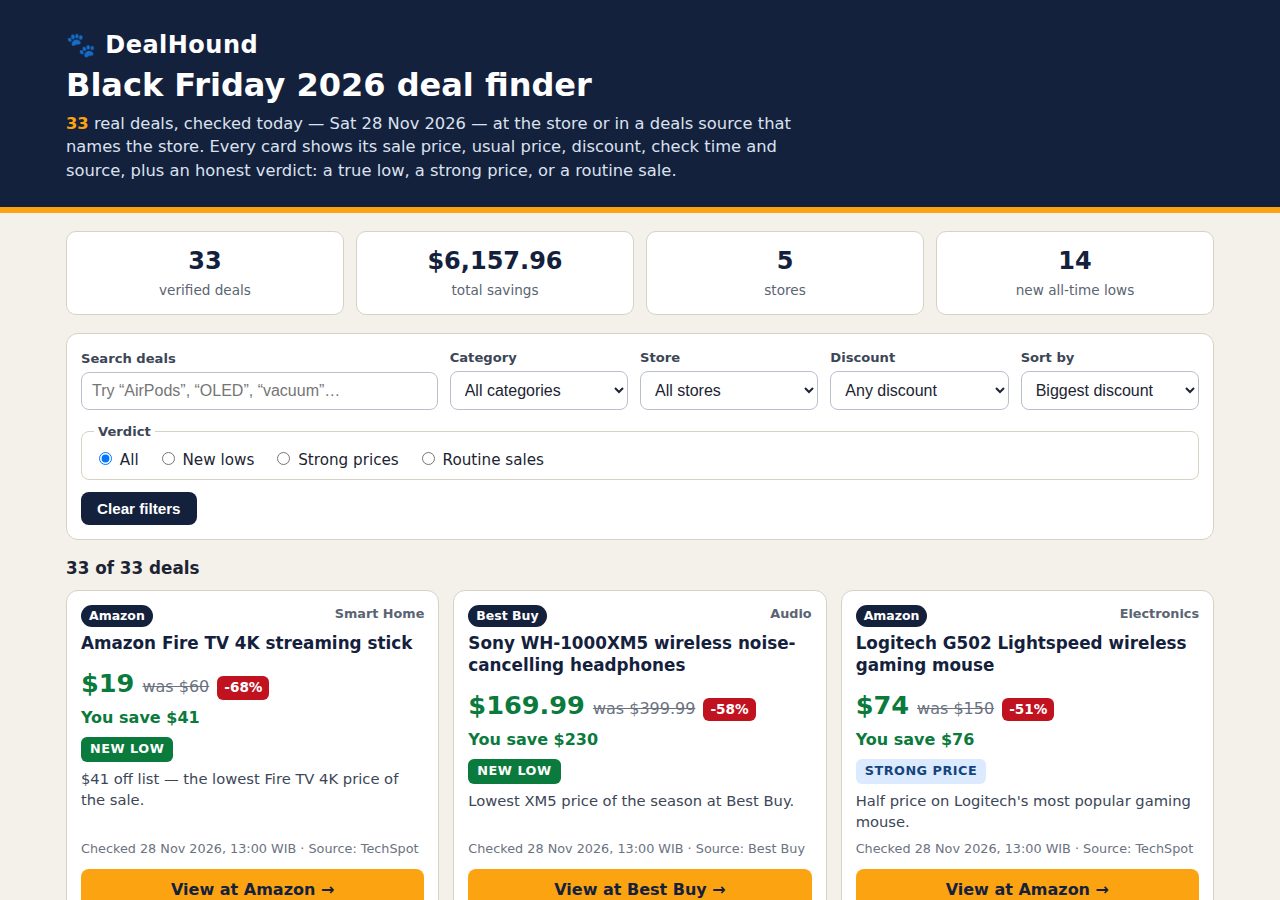 🐾 DealHound
Black Friday 2026 deal finder
33 real deals, checked today — Sat 28 Nov 2026 — at the store or in a deals source that
names the store. Every card shows its sale price, usual price, discount, check time and
source, plus an honest verdict: a true low, a strong price, or a routine sale.
33
verified deals
$6,157.96
total savings
5
stores
14
new all-time lows
Search deals
Try “AirPods”, “OLED”, “vacuum”…
Category
All categories
Store
All stores
Discount
Any discount
Sort by
Biggest discount
Verdict
All New lows Strong prices Routine sales
Clear filters
33 of 33 deals
Amazon Smart Home
Amazon Fire TV 4K streaming stick
$19 was $60 -68%
You save $41
NEW LOW
$41 off list — the lowest Fire TV 4K price of
the sale.
Checked 28 Nov 2026, 13:00 WIB · Source: TechSpot
View at Amazon →
Best Buy Audio
Sony WH-1000XM5 wireless noise-
cancelling headphones
$169.99 was $399.99 -58%
You save $230
NEW LOW
Lowest XM5 price of the season at Best Buy.
Checked 28 Nov 2026, 13:00 WIB · Source: Best Buy
View at Best Buy →
Amazon Electronics
Logitech G502 Lightspeed wireless
gaming mouse
$74 was $150 -51%
You save $76
STRONG PRICE
Half price on Logitech's most popular gaming
mouse.
Checked 28 Nov 2026, 13:00 WIB · Source: TechSpot
View at Amazon →